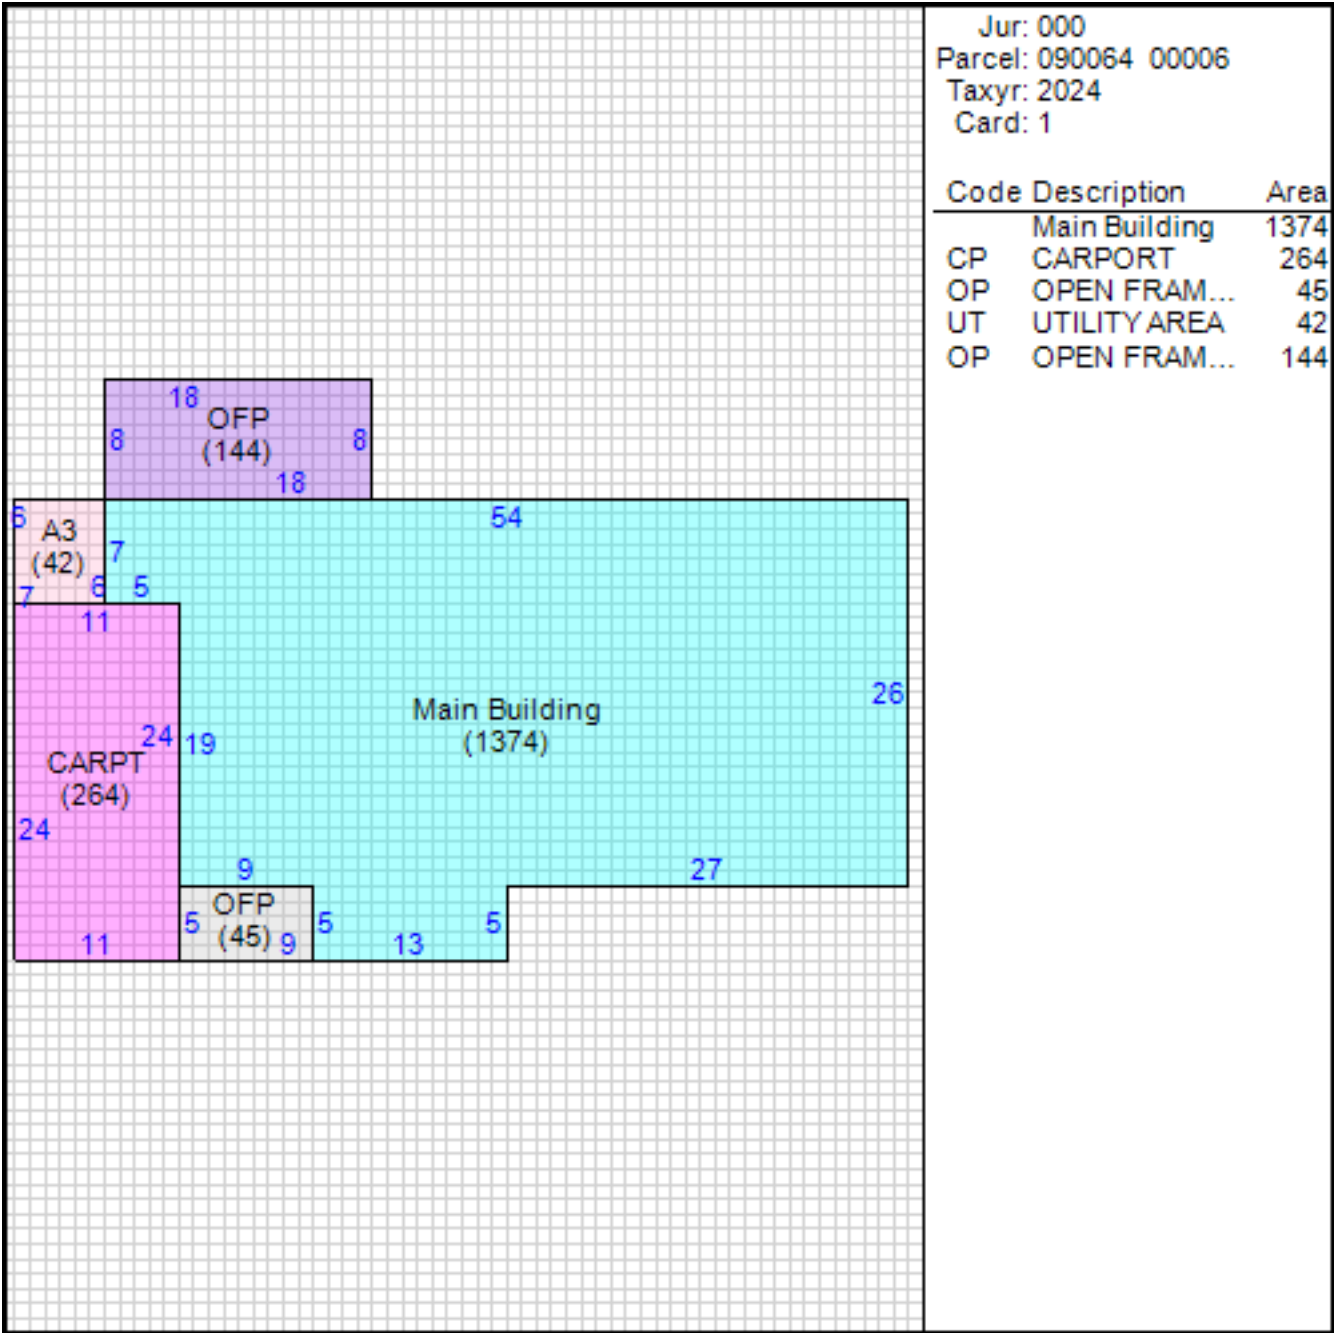 Jur: 000
Parcel: 090064 00006
Taxyr: 2024
Card: 1
Code Description Area
Main Building 1374
CP CARPORT 264
OP OPEN FRAM... 45
UT UTILITY AREA 42
OP OPEN FRAM... 144
18
OFP
8 8
(144)
18
6 54
A3
7
(42)
6 5
7
11
26
Main Building
24 19 (1374)
CARPT
(264)
24
9 27
OFP
5 5 5
(45) 9
11 13